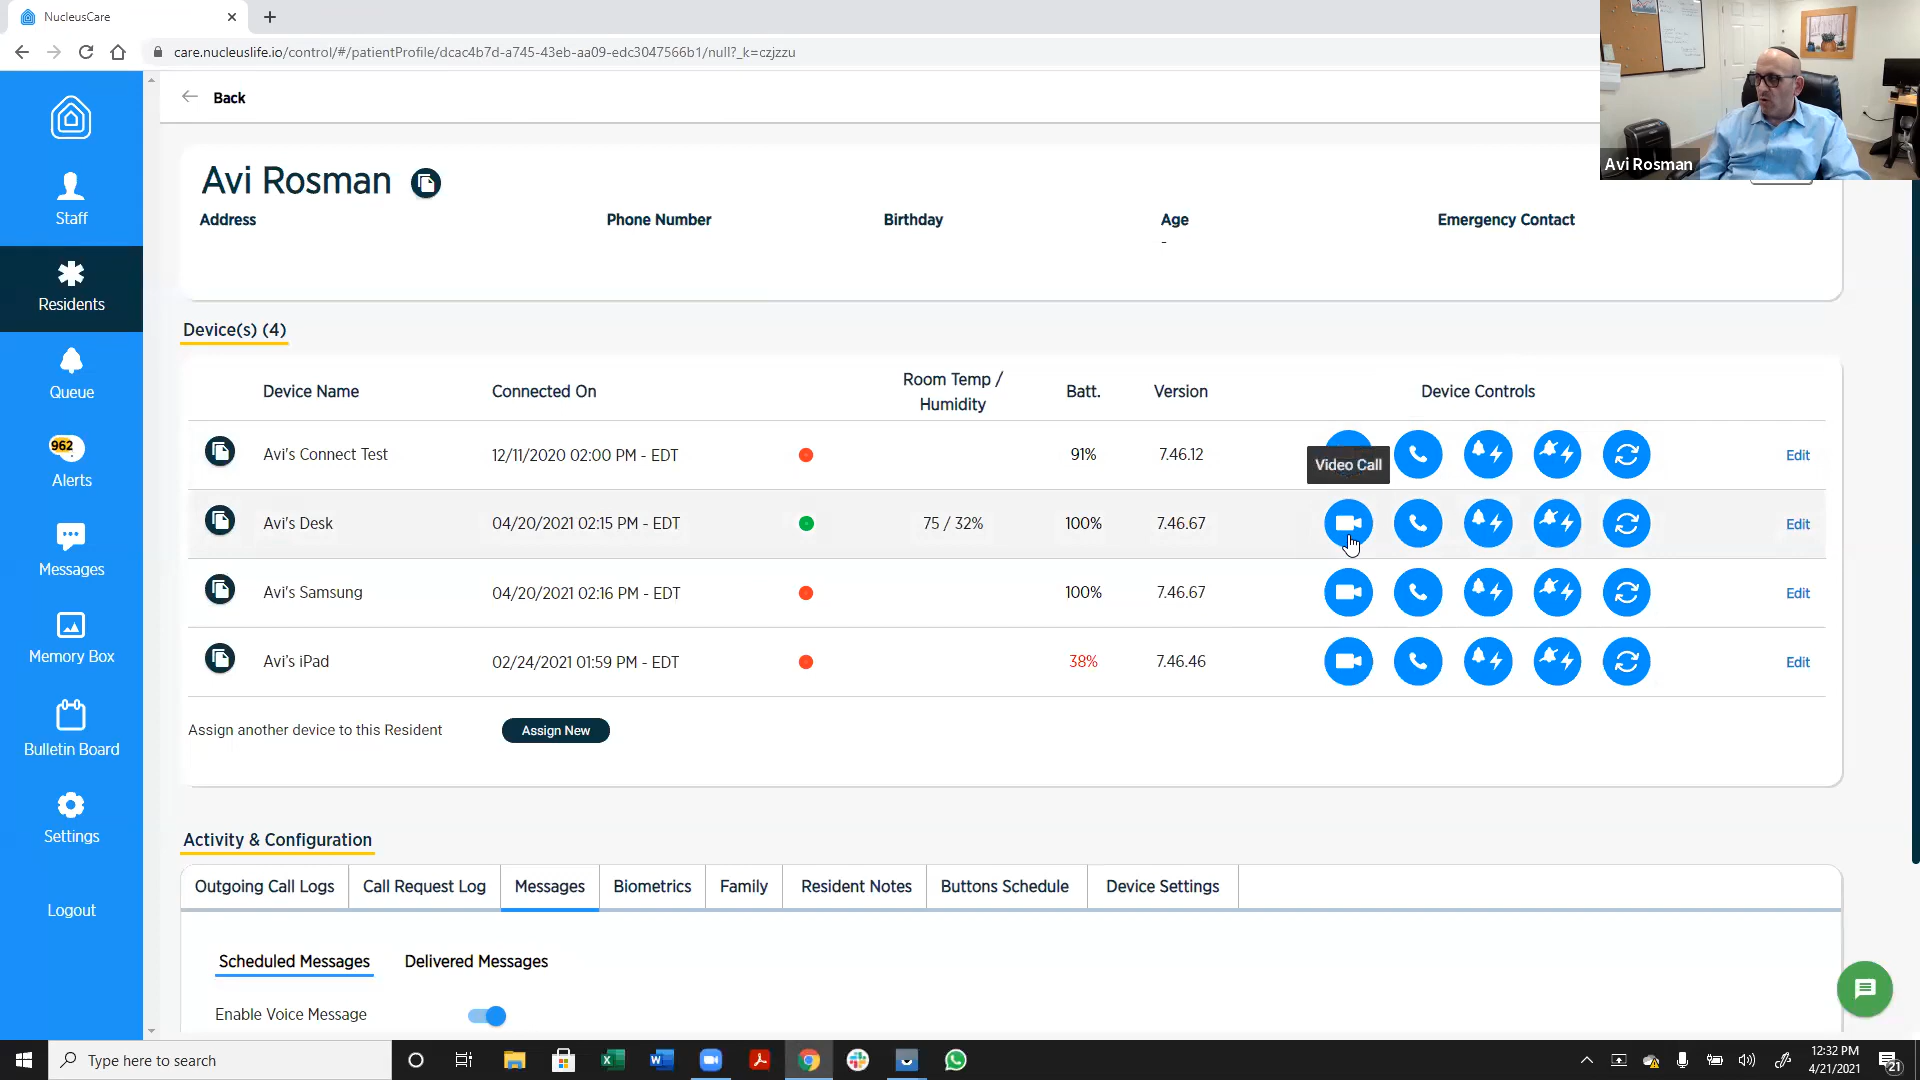 NucleusCare
care.nucleuslife.io/control/#/patientProfile/dcac4b7d-a745-43eb-aa09-edc3047566b1/null?_k=czjzzu
Back
Avi Rosman
Avi Rosman
Address Phone Number Birthday Age Emergency Contact
-
Staff
Residents
Queue
962
Alerts
Messages
Memory Box
Bulletin Board
Settings
Logout
Device(s) (4)
Device Name Connected On Room Temp / Humidity Batt. Version Device Controls
Avi's Connect Test 12/11/2020 02:00 PM - EDT 91% 7.46.12 Edit
Video Call
Avi's Desk 04/20/2021 02:15 PM - EDT 75 / 32% 100% 7.46.67 Edit
Avi's Samsung 04/20/2021 02:16 PM - EDT 100% 7.46.67 Edit
Avi's iPad 02/24/2021 01:59 PM - EDT 38% 7.46.46 Edit
Assign another device to this Resident Assign New
Activity & Configuration
Outgoing Call Logs Call Request Log Messages Biometrics Family Resident Notes Buttons Schedule Device Settings
Scheduled Messages Delivered Messages
Enable Voice Message
Type here to search
12:32 PM
4/21/2021
21